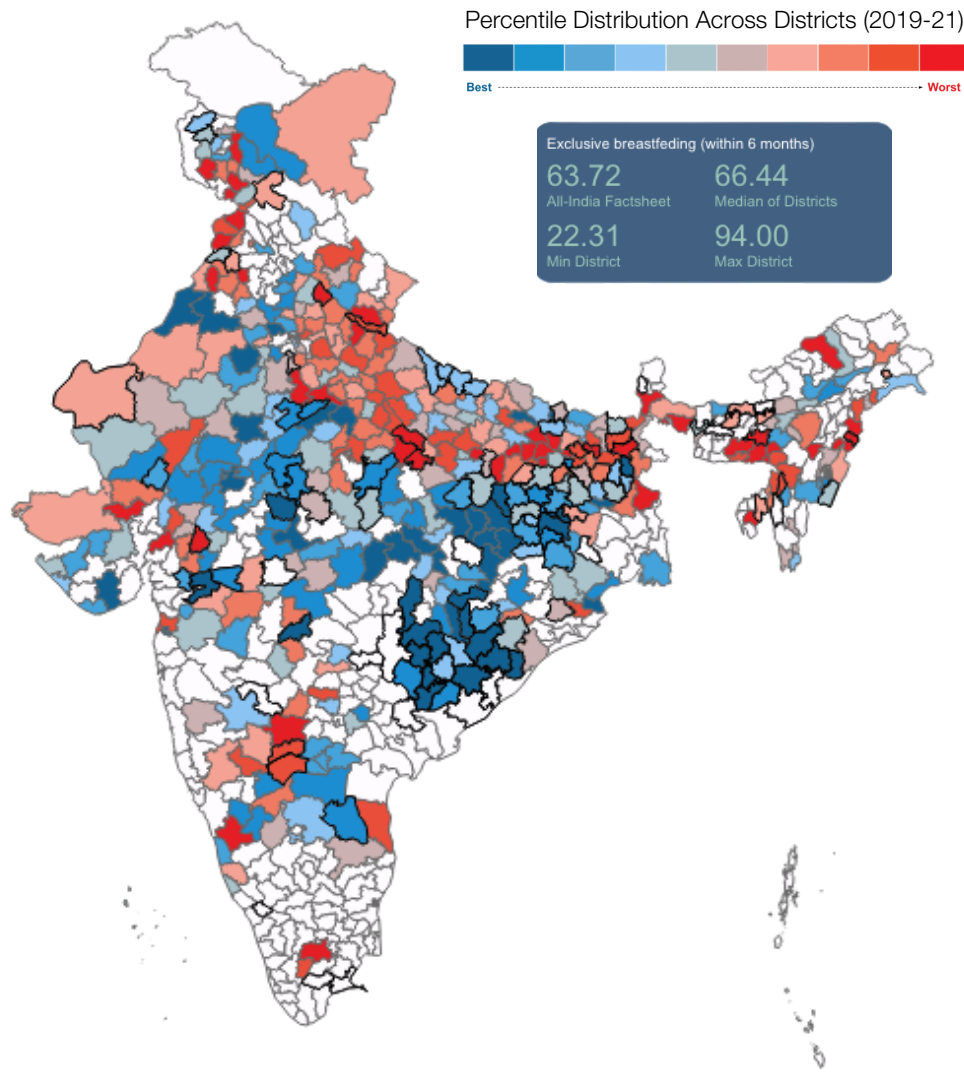 Percentile Distribution Across Districts (2019-21)
Best Worst
Exclusive breastfeding (within 6 months)
63.72 66.44
All-India Factsheet Median of Districts
22.31 94.00
Min District Max District